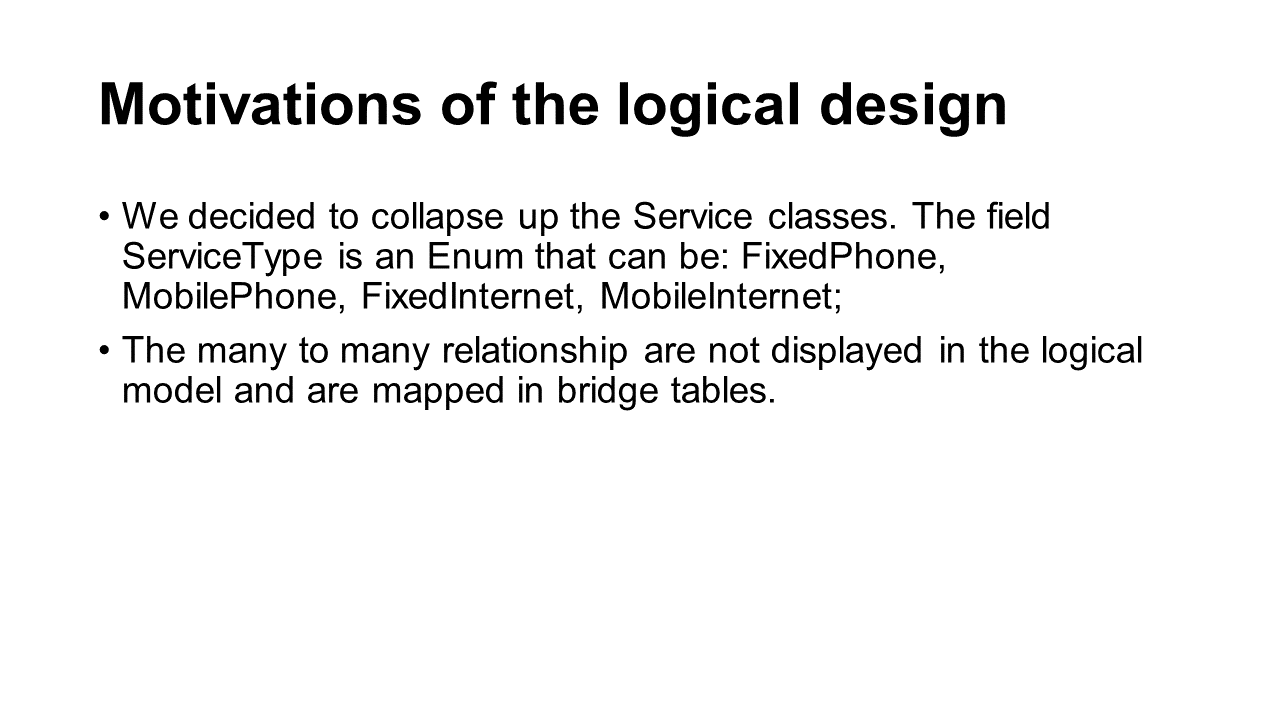 Motivations of the logical design
• We decided to collapse up the Service classes. The field
ServiceType is an Enum that can be: FixedPhone,
MobilePhone, FixedInternet, MobileInternet;
• The many to many relationship are not displayed in the logical
model and are mapped in bridge tables.